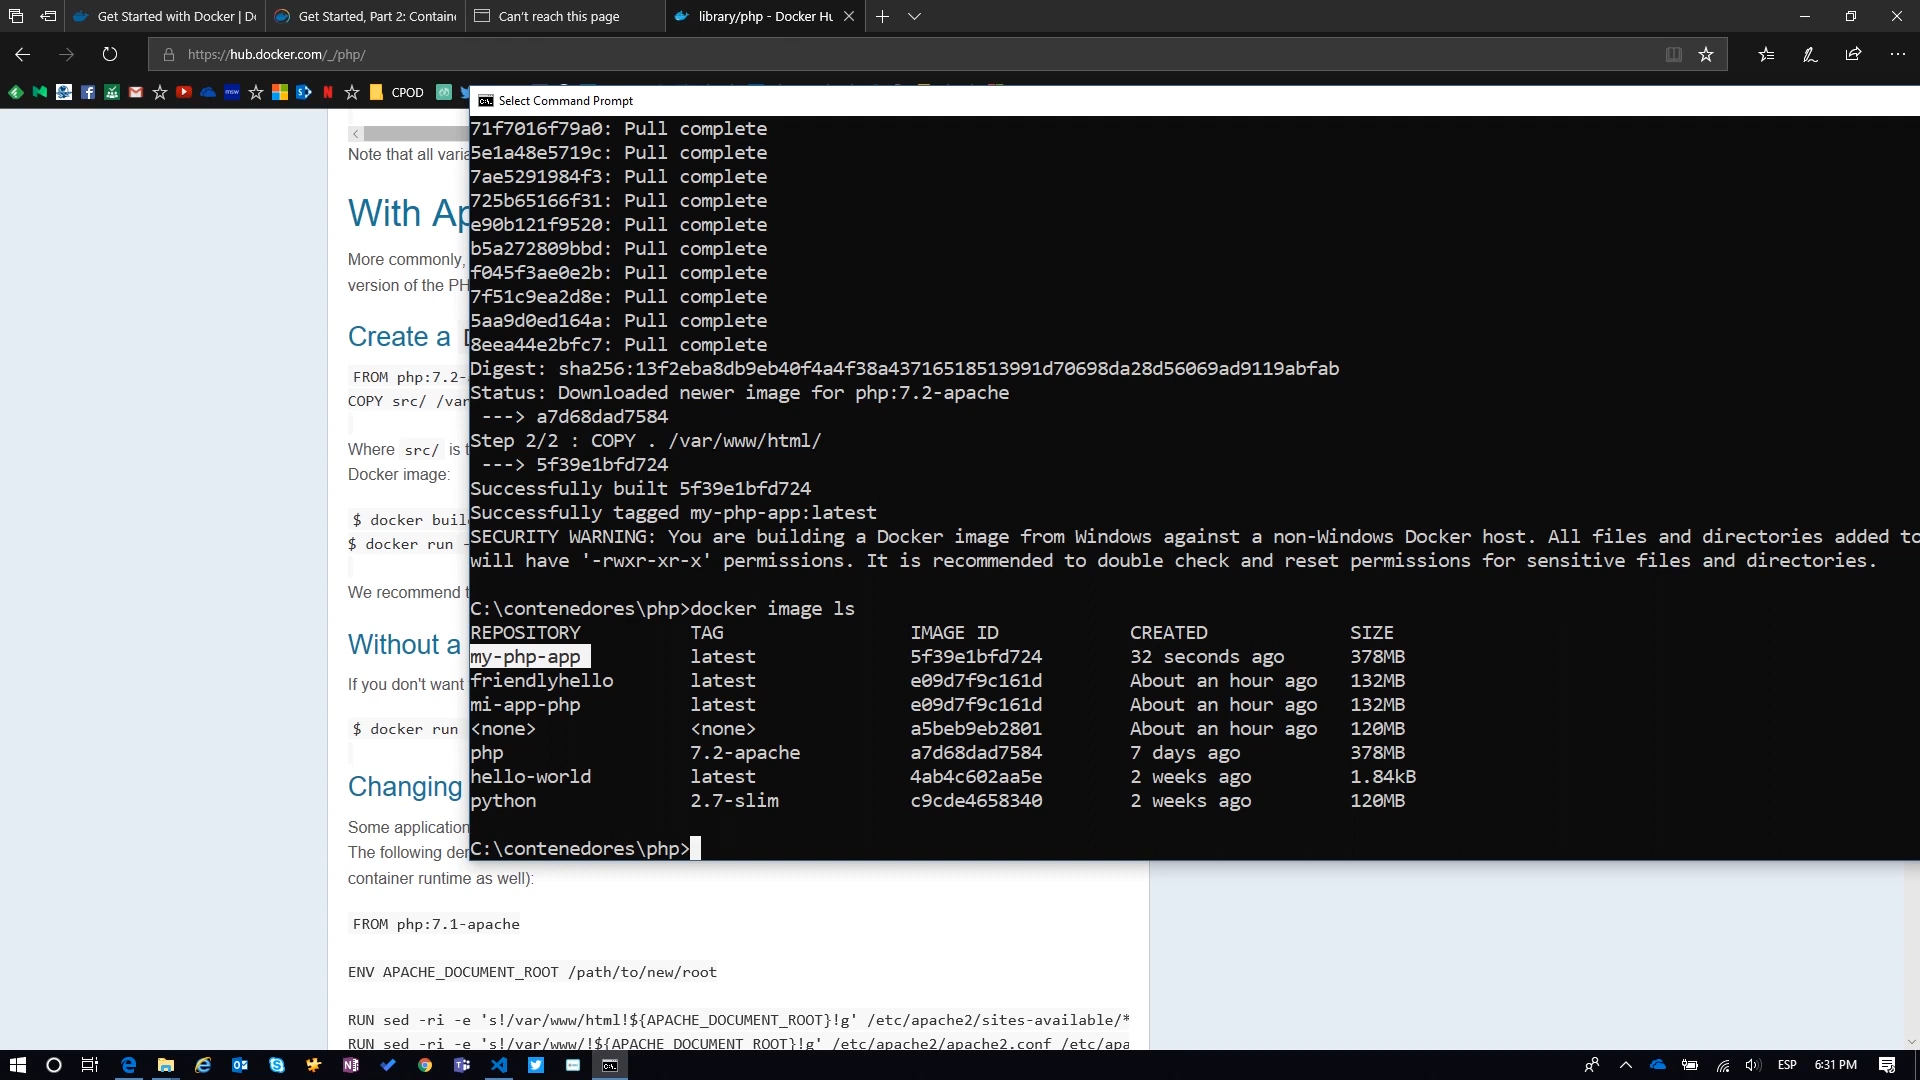 Get Started with Docker | Do
Get Started, Part 2: Containe
Can't reach this page
library/php - Docker Hu
https://hub.docker.com/_/php/
CPOD
Select Command Prompt
71f7016f79a0: Pull complete
5e1a48e5719c: Pull complete
7ae5291984f3: Pull complete
725b65166f31: Pull complete
e90b121f9520: Pull complete
b5a272809bbd: Pull complete
f045f3ae0e2b: Pull complete
7f51c9ea2d8e: Pull complete
5aa9d0ed164a: Pull complete
8eea44e2bfc7: Pull complete
Digest: sha256:13f2eba8db9eb40f4a4f38a43716518513991d70698da28d56069ad9119abfab
Status: Downloaded newer image for php:7.2-apache
---> a7d68dad7584
Step 2/2 : COPY . /var/www/html/
---> 5f39e1bfd724
Successfully built 5f39e1bfd724
Successfully tagged my-php-app:latest
SECURITY WARNING: You are building a Docker image from Windows against a non-Windows Docker host. All files and directories added to
will have '-rwxr-xr-x' permissions. It is recommended to double check and reset permissions for sensitive files and directories.
C:\contenedores\php>docker image ls
REPOSITORY TAG IMAGE ID CREATED SIZE
my-php-app latest 5f39e1bfd724 32 seconds ago 378MB
friendlyhello latest e09d7f9c161d About an hour ago 132MB
mi-app-php latest e09d7f9c161d About an hour ago 132MB
<none> <none> a5beb9eb2801 About an hour ago 120MB
php 7.2-apache a7d68dad7584 7 days ago 378MB
hello-world latest 4ab4c602aa5e 2 weeks ago 1.84kB
python 2.7-slim c9cde4658340 2 weeks ago 120MB
C:\contenedores\php>
Note that all varia
With Ap
More commonly,
version of the PH
Create a
FROM php:7.2-
COPY src/ /var
Where src/ is t
Docker image:
$ docker buil
$ docker run -
We recommend t
Without a
If you don't want
$ docker run
Changing
Some application
The following der
container runtime as well):
FROM php:7.1-apache
ENV APACHE_DOCUMENT_ROOT /path/to/new/root
RUN sed -ri -e 's!/var/www/html!${APACHE_DOCUMENT_ROOT}!g' /etc/apache2/sites-available/*
RUN sed -ri -e 's!/var/www/!${APACHE_DOCUMENT_ROOT}!g' /etc/apache2/apache2.conf /etc/apa
ESP
6:31 PM